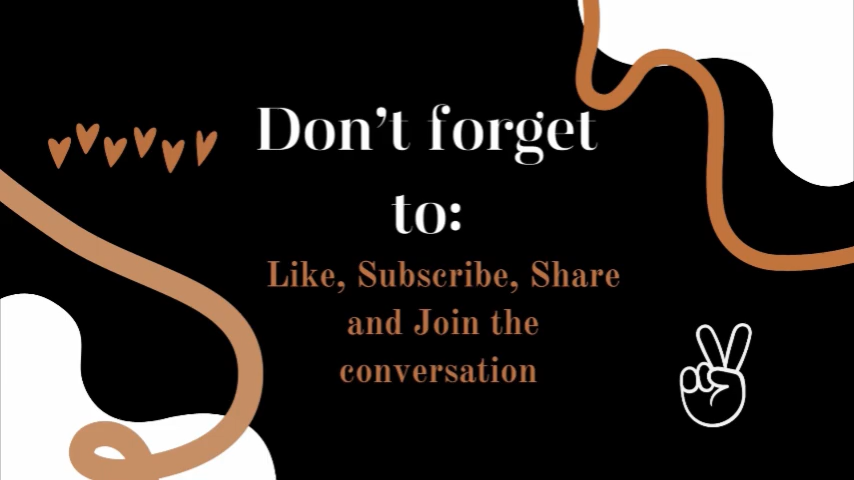 Don't forget
to:
Like, Subscribe, Share
and Join the
conversation